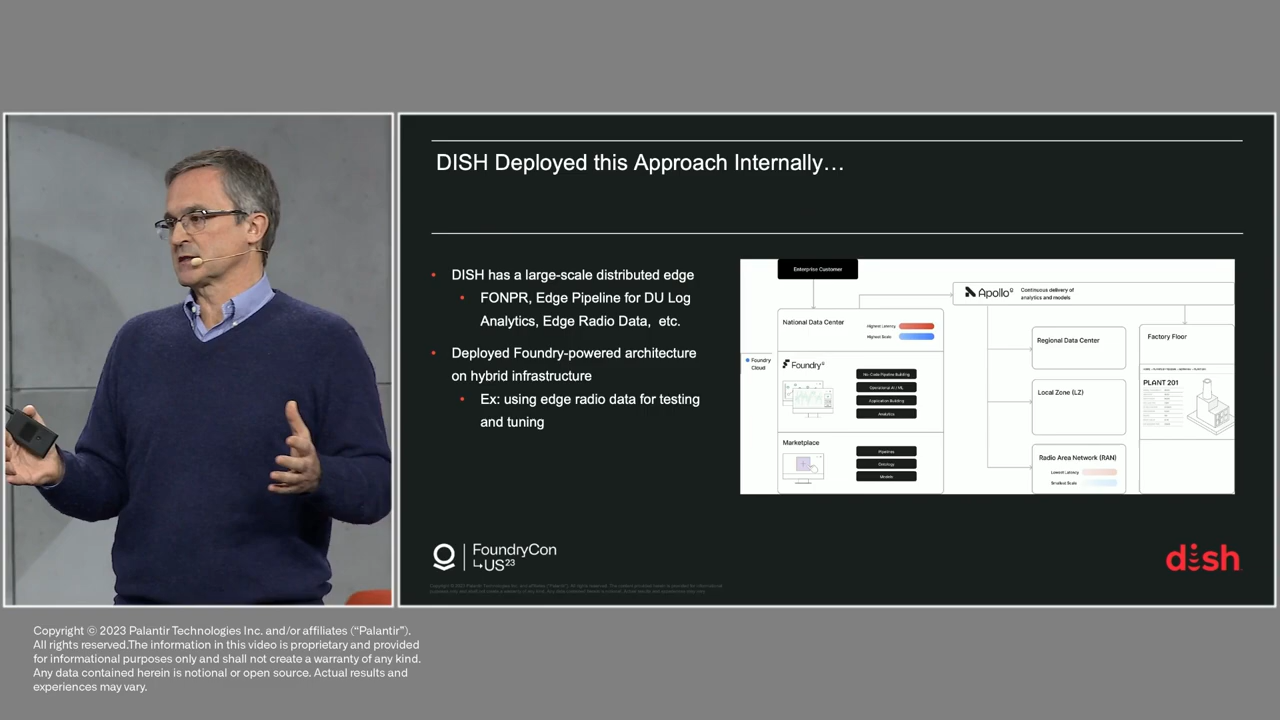 DISH Deployed this Approach Internally…
• DISH has a large-scale distributed edge
• FONPR, Edge Pipeline for DU Log
Analytics, Edge Radio Data, etc.
• Deployed Foundry-powered architecture
on hybrid infrastructure
• Ex: using edge radio data for testing
and tuning
Enterprise Customer
National Data Center
Highest Latency
Highest Scale
Foundry
Cloud
Foundry
No-Code Pipeline Building
Operational AI / ML
Application Building
Analytics
Marketplace
Pipelines
Ontology
Models
Apollo
Continuous delivery of
analytics and models
Regional Data Center
Local Zone (LZ)
Radio Area Network (RAN)
Lowest Latency
Smallest Scale
Factory Floor
PLANT 201
FoundryCon
↳US23
dish
Copyright © 2023 Palantir Technologies Inc. and/or affiliates (“Palantir”).
All rights reserved.The information in this video is proprietary and provided
for informational purposes only and shall not create a warranty of any kind.
Any data contained herein is notional or open source. Actual results and
experiences may vary.